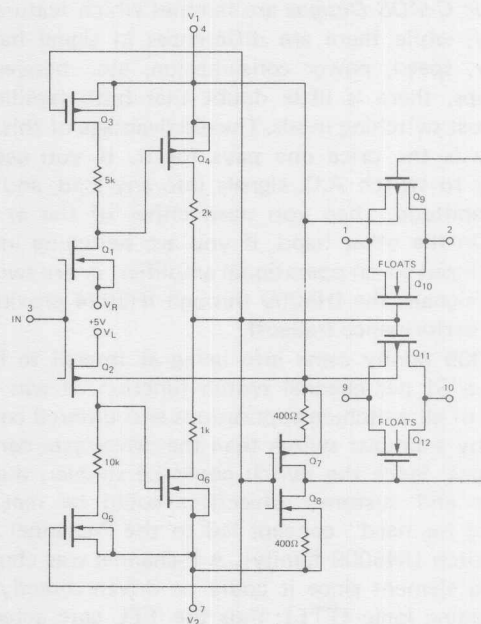 V1
4
Q3
Q4
5k
2k
Q9
1
2
Q1
FLOATS
Q10
VR
3
IN
+5V
VL
Q11
Q2
9
10
400Ω
FLOATS
1k
Q7
Q12
10k
Q6
Q8
Q5
400Ω
7
V2